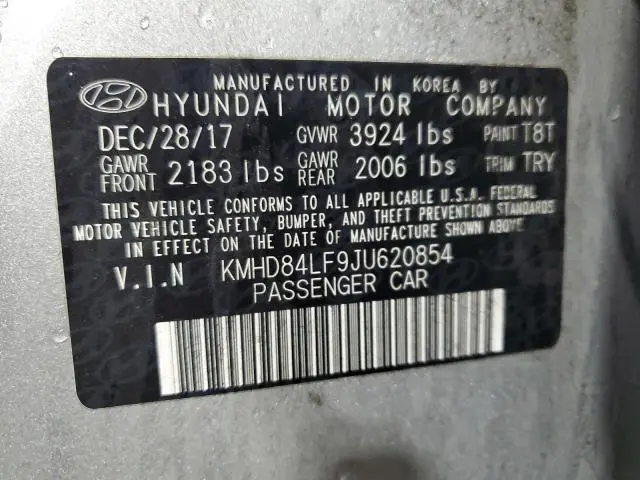 MANUFACTURED IN KOREA BY
HYUNDAI MOTOR COMPANY
DEC/28/17 GVWR 3924 lbs PAINT T8T
GAWR FRONT 2183 lbs GAWR REAR 2006 lbs TRIM TRY
THIS VEHICLE CONFORMS TO ALL APPLICABLE U.S.A. FEDERAL
MOTOR VEHICLE SAFETY, BUMPER, AND THEFT PREVENTION STANDARDS
IN EFFECT ON THE DATE OF MANUFACTURE SHOWN ABOVE.
V.I.N KMHD84LF9JU620854
PASSENGER CAR